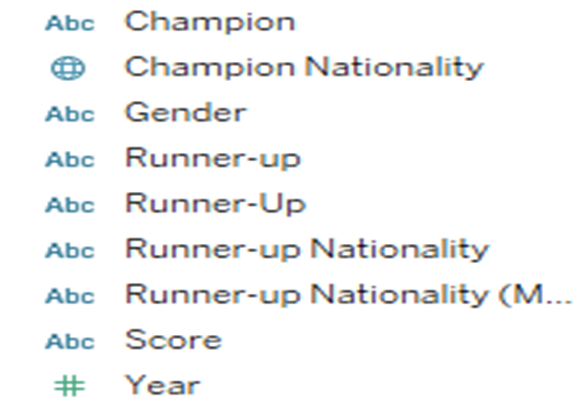 Abc Champion
Champion Nationality
Abc Gender
Abc Runner-up
Abc Runner-Up
Abc Runner-up Nationality
Abc Runner-up Nationality (M...
Abc Score
# Year